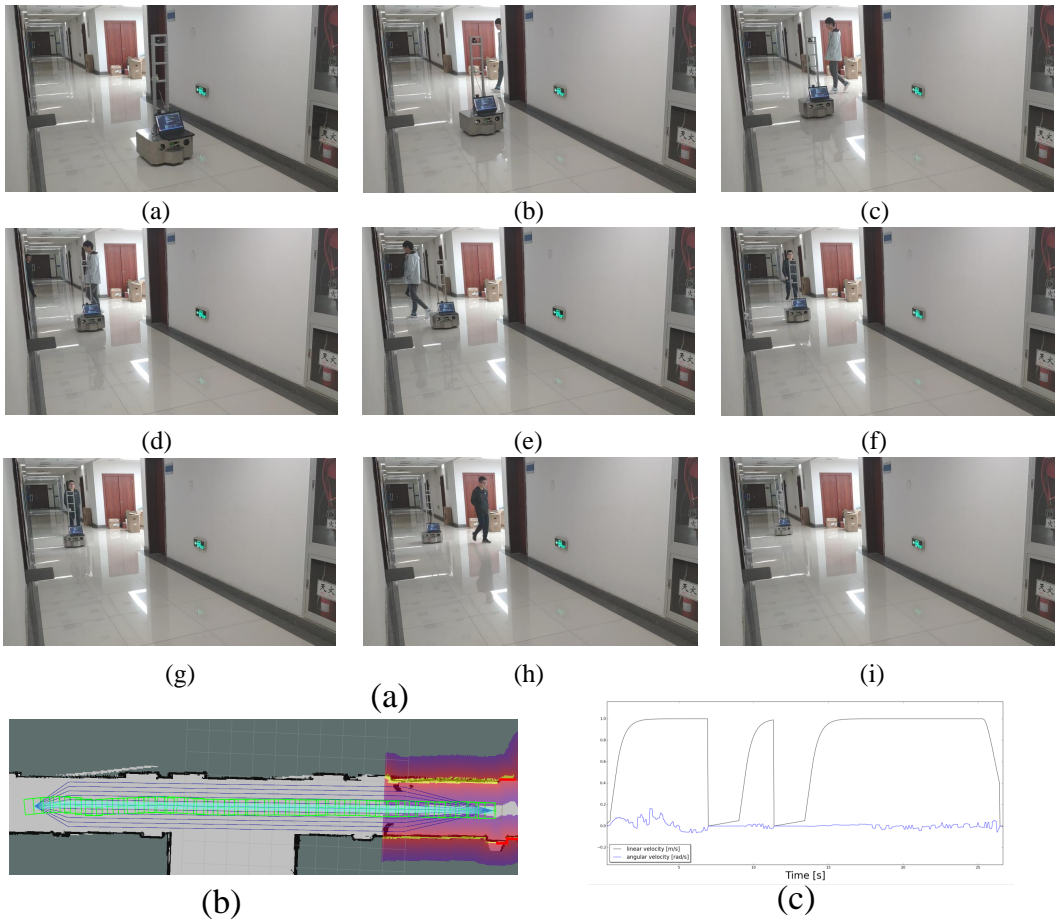 (a)
(b)
(c)
(d)
(e)
(f)
(g)
(h)
(i)
(a)
1.0
0.8
0.6
0.4
0.2
0.0
−0.2
linear velocity [m/s]
angular velocity [rad/s]
5 10 15 20 25
Time [s]
(b)
(c)